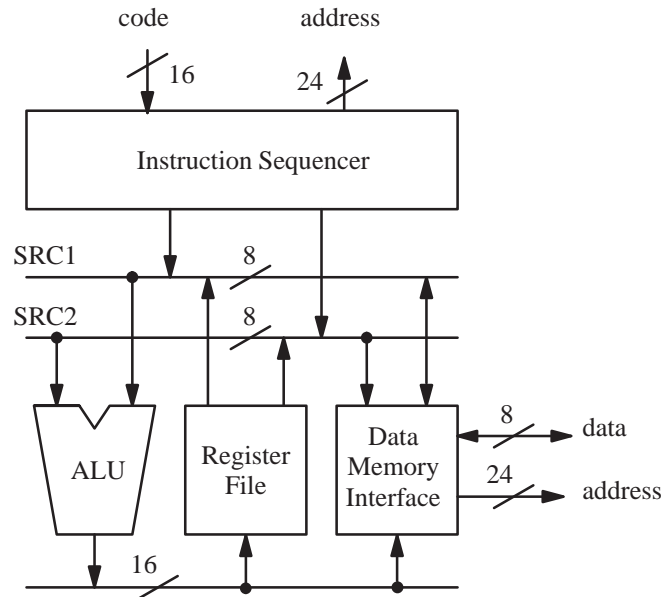 code
address
16
24
Instruction Sequencer
SRC1
8
SRC2
8
ALU
Register
File
Data
Memory
Interface
8
data
24
address
16